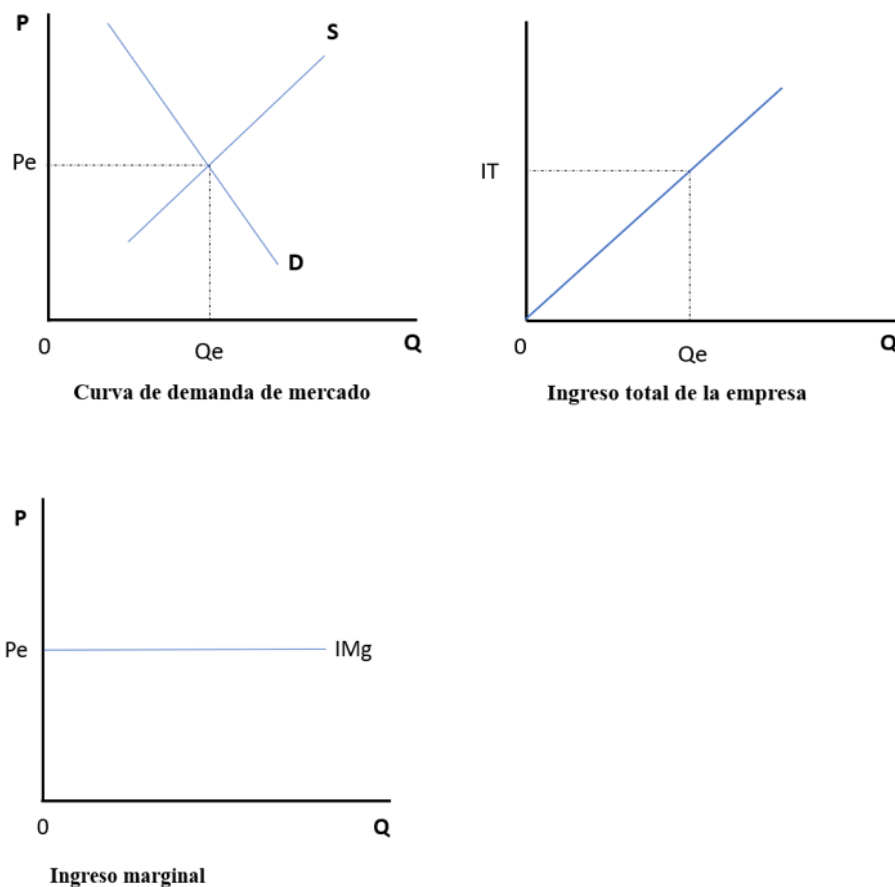 P
S
Pe
D
0
Qe
Q
Curva de demanda de mercado
IT
0
Qe
Q
Ingreso total de la empresa
P
Pe
IMg
0
Q
Ingreso marginal